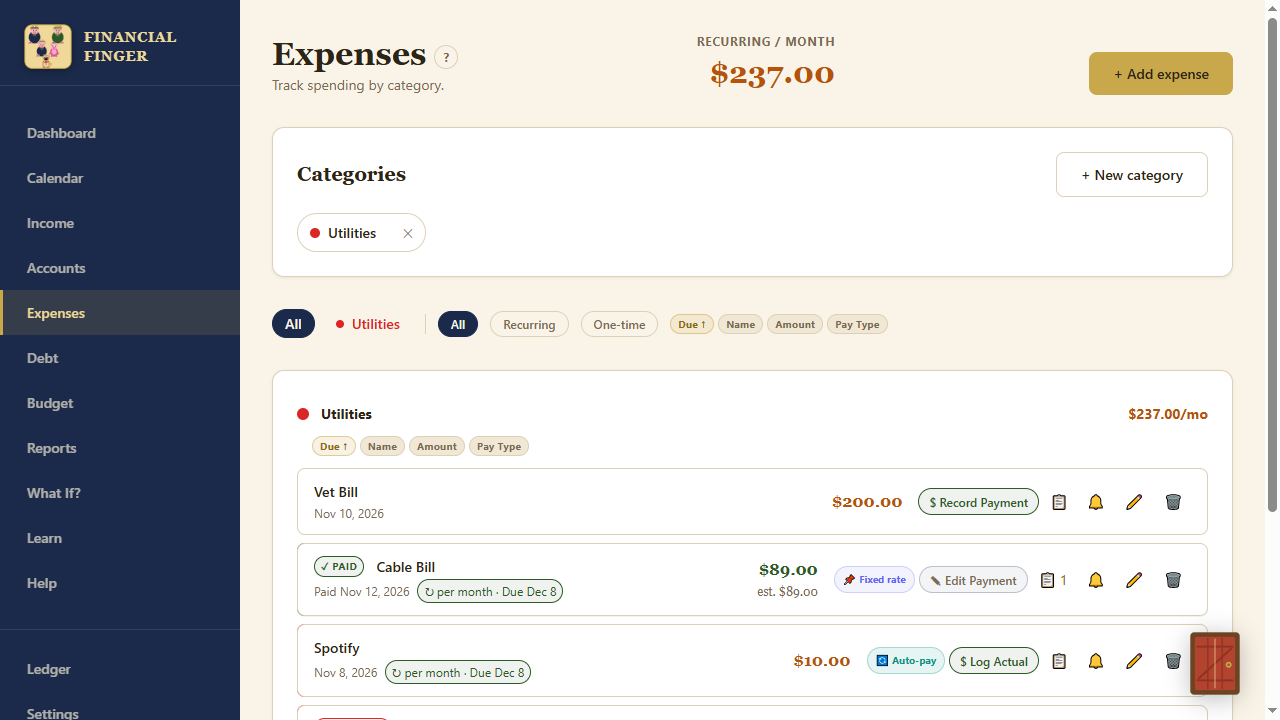 FINANCIAL
FINGER
Dashboard
Calendar
Income
Accounts
Expenses
Debt
Budget
Reports
What If?
Learn
Help
Ledger
Settings
Expenses ?
Track spending by category.
RECURRING / MONTH
$237.00
+ Add expense
Categories
+ New category
Utilities ×
All Utilities All Recurring One-time Due ↑ Name Amount Pay Type
Utilities $237.00/mo
Due ↑ Name Amount Pay Type
Vet Bill
Nov 10, 2026
$200.00 $ Record Payment
✓ PAID Cable Bill
Paid Nov 12, 2026 ↻ per month · Due Dec 8
$89.00
est. $89.00
Fixed rate Edit Payment 1
Spotify
Nov 8, 2026 ↻ per month · Due Dec 8
$10.00 Auto-pay $ Log Actual